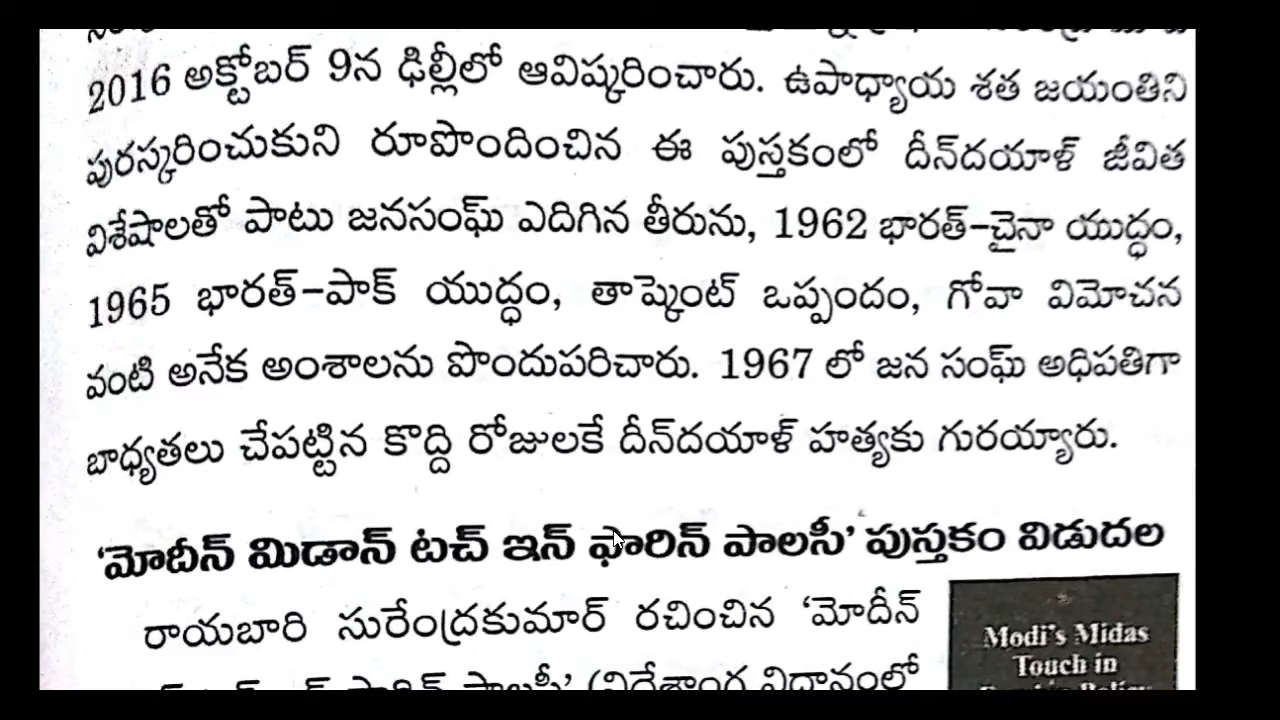 2016 అక్టోబర్ 9న ఢిల్లీలో ఆవిష్కరించారు. ఉపాధ్యాయ శత జయంతిని
పురస్కరించుకుని రూపొందించిన ఈ పుస్తకంలో దీన్‌దయాళ్ జీవిత
విశేషాలతో పాటు జనసంఘ్ ఎదిగిన తీరును, 1962 భారత్-చైనా యుద్ధం,
1965 భారత్-పాక్ యుద్ధం, తాష్కెంట్ ఒప్పందం, గోవా విమోచన
వంటి అనేక అంశాలను పొందుపరిచారు. 1967 లో జన సంఘ్ అధిపతిగా
బాధ్యతలు చేపట్టిన కొద్ది రోజులకే దీన్‌దయాళ్ హత్యకు గురయ్యారు.
‘మోదీస్ మిడాస్ టచ్ ఇన్ ఫారిన్ పాలసీ’ పుస్తకం విడుదల
రాయబారి సురేంద్రకుమార్ రచించిన ‘మోదీస్
Modi's Midas
Touch in
ఫారిన్ పాలసీ’ (విదేశాంగ విధానంలో